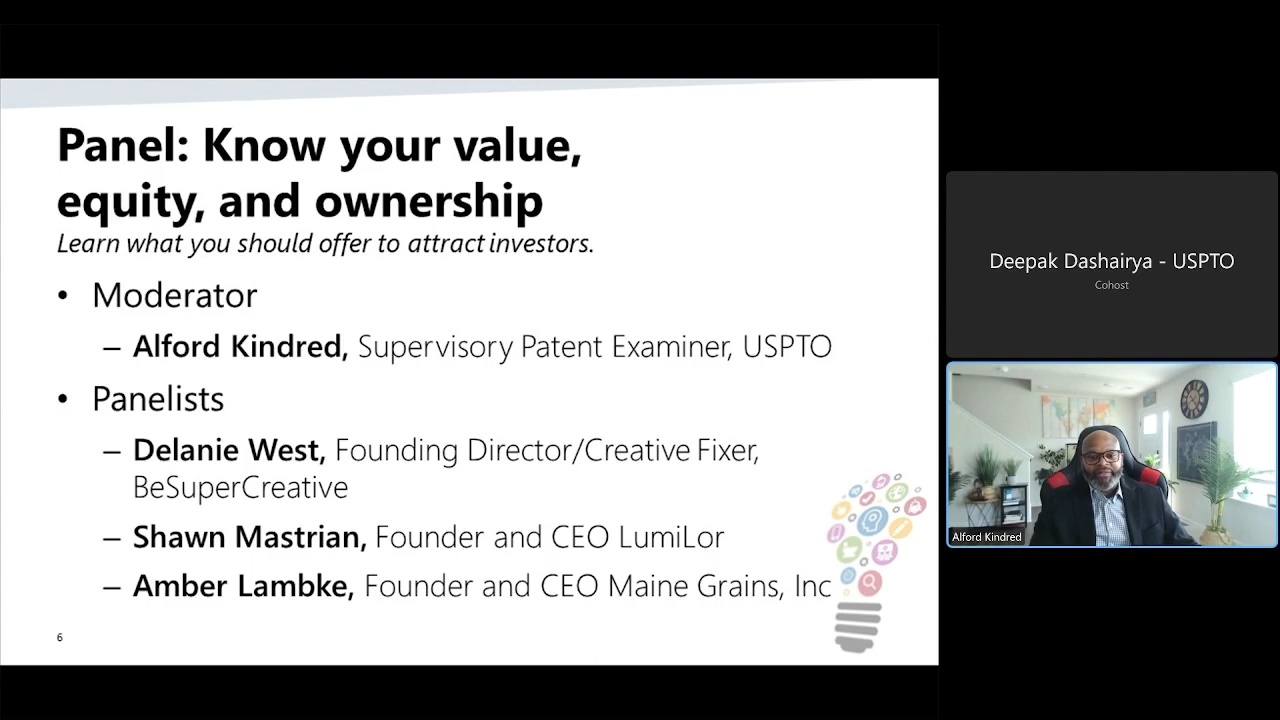 Panel: Know your value,
equity, and ownership
Learn what you should offer to attract investors.
• Moderator
– Alford Kindred, Supervisory Patent Examiner, USPTO
• Panelists
– Delanie West, Founding Director/Creative Fixer,
BeSuperCreative
– Shawn Mastrian, Founder and CEO LumiLor
– Amber Lambke, Founder and CEO Maine Grains, Inc
6
Deepak Dashairya - USPTO
Cohost
Alford Kindred